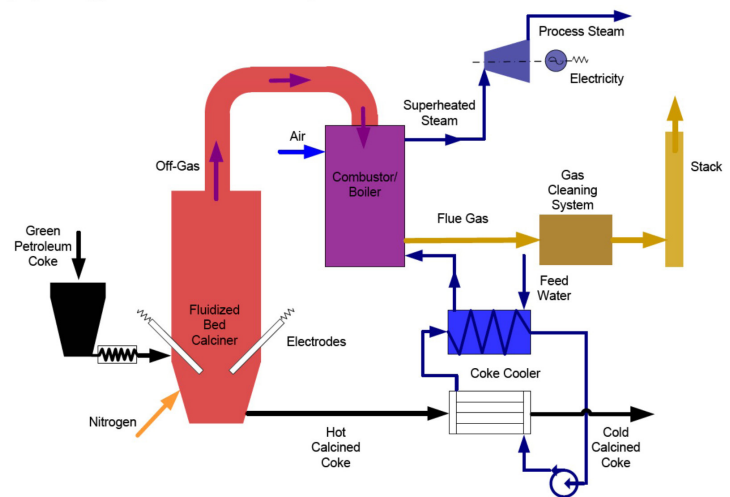 Process Steam
Electricity
Superheated
Steam
Air
Off-Gas
Combustor/
Boiler
Gas
Cleaning
System
Stack
Flue Gas
Green
Petroleum
Coke
Feed
Water
Fluidized
Bed
Calciner
Electrodes
Coke Cooler
Nitrogen
Hot
Calcined
Coke
Cold
Calcined
Coke